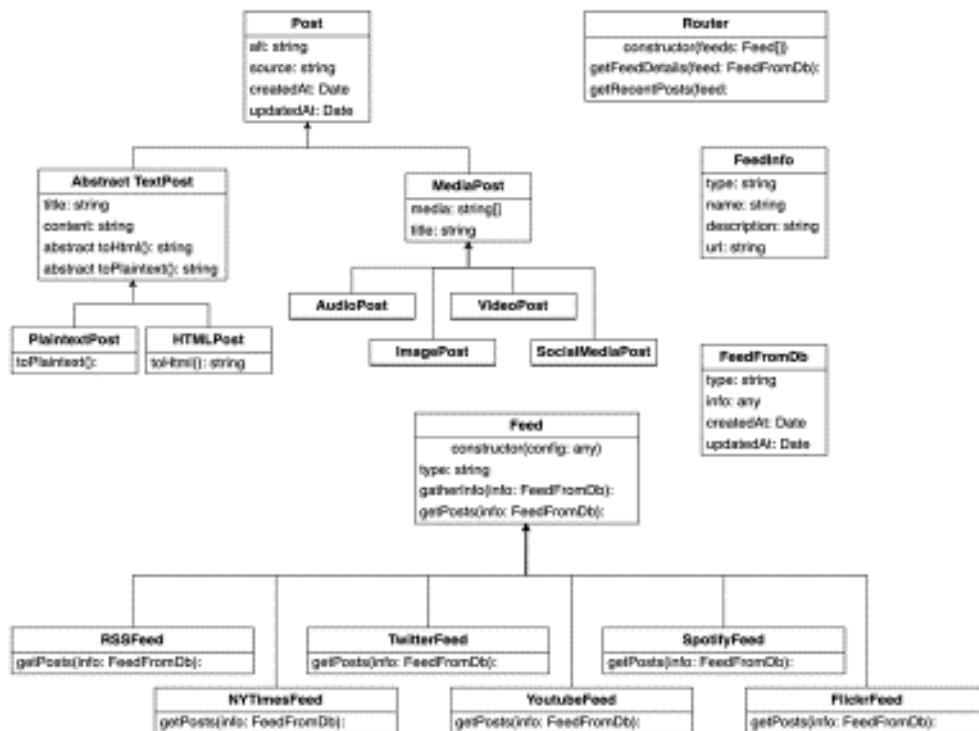 Post
alt: string
source: string
createdAt: Date
updatedAt: Date
Router
constructor(feeds: Feed[])
getFeedDetails(feed: FeedFromDb):
getRecentPosts(feed:
Abstract TextPost
title: string
content: string
abstract toHtml(): string
abstract toPlaintext(): string
MediaPost
media: string[]
title: string
FeedInfo
type: string
name: string
description: string
url: string
AudioPost
VideoPost
PlaintextPost
toPlaintext():
HTMLPost
toHtml(): string
ImagePost
SocialMediaPost
FeedFromDb
type: string
info: any
createdAt: Date
updatedAt: Date
Feed
constructor(config: any)
type: string
gatherInfo(info: FeedFromDb):
getPosts(info: FeedFromDb):
RSSFeed
getPosts(info: FeedFromDb):
TwitterFeed
getPosts(info: FeedFromDb):
SpotifyFeed
getPosts(info: FeedFromDb):
NYTimesFeed
getPosts(info: FeedFromDb):
YoutubeFeed
getPosts(info: FeedFromDb):
FlickrFeed
getPosts(info: FeedFromDb):